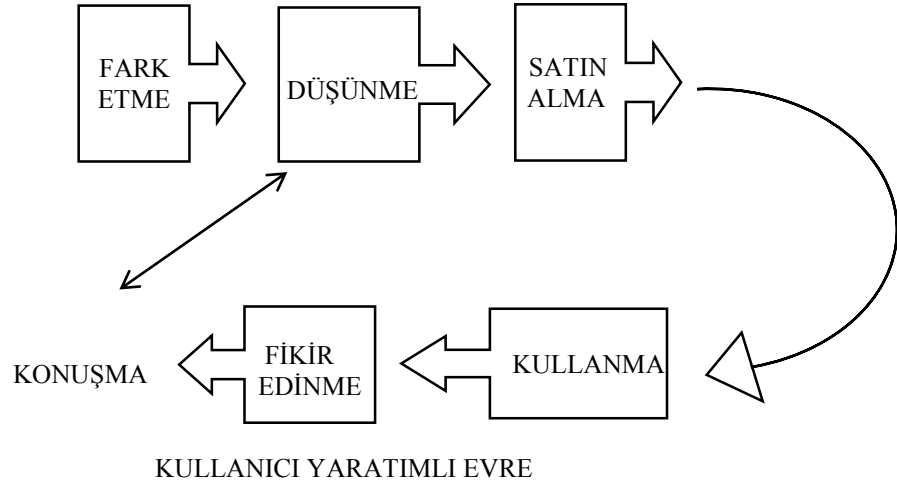 FARK
ETME
DÜŞÜNME
SATIN
ALMA
KONUŞMA
FİKİR
EDİNME
KULLANMA
KULLANICI YARATIMLI EVRE